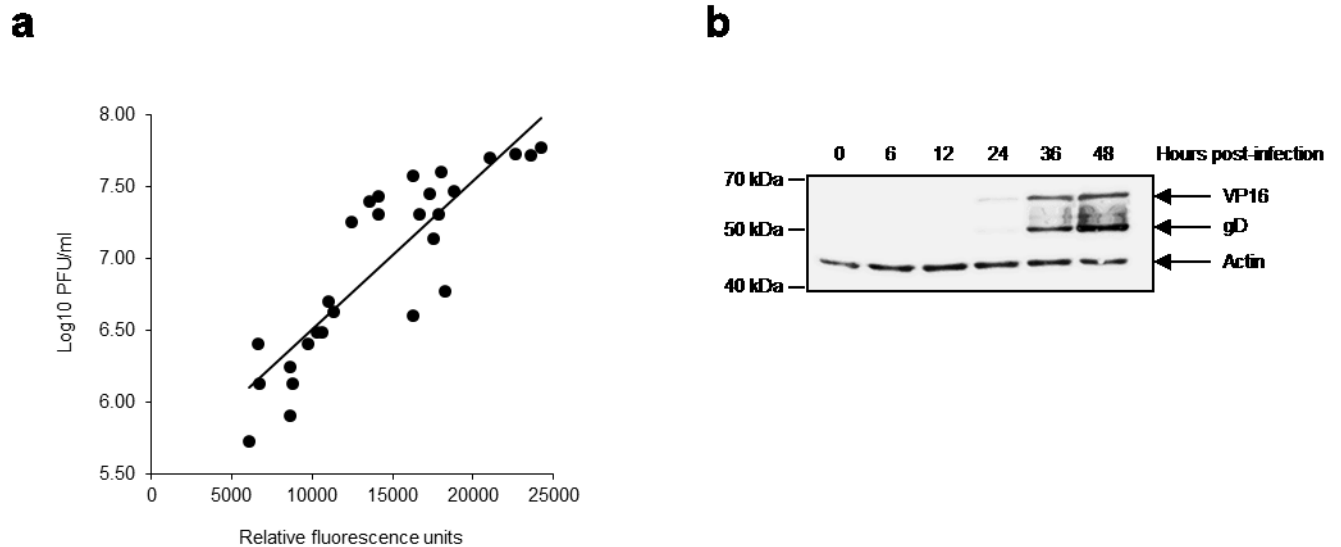 a
8.00
7.50
7.00
6.50
6.00
5.50
Log10 PFU/ml
0 5000 10000 15000 20000 25000
Relative fluorescence units
b
0 6 12 24 36 48 Hours post-infection
70 kDa
50 kDa
40 kDa
VP16
gD
Actin